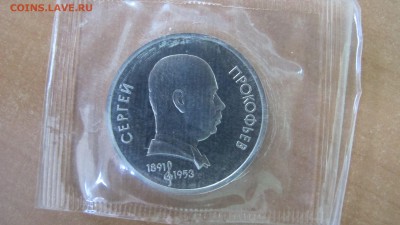 COINS.LAVE.RU
СЕРГЕЙ
ПРОКОФЬЕВ
1891
1953